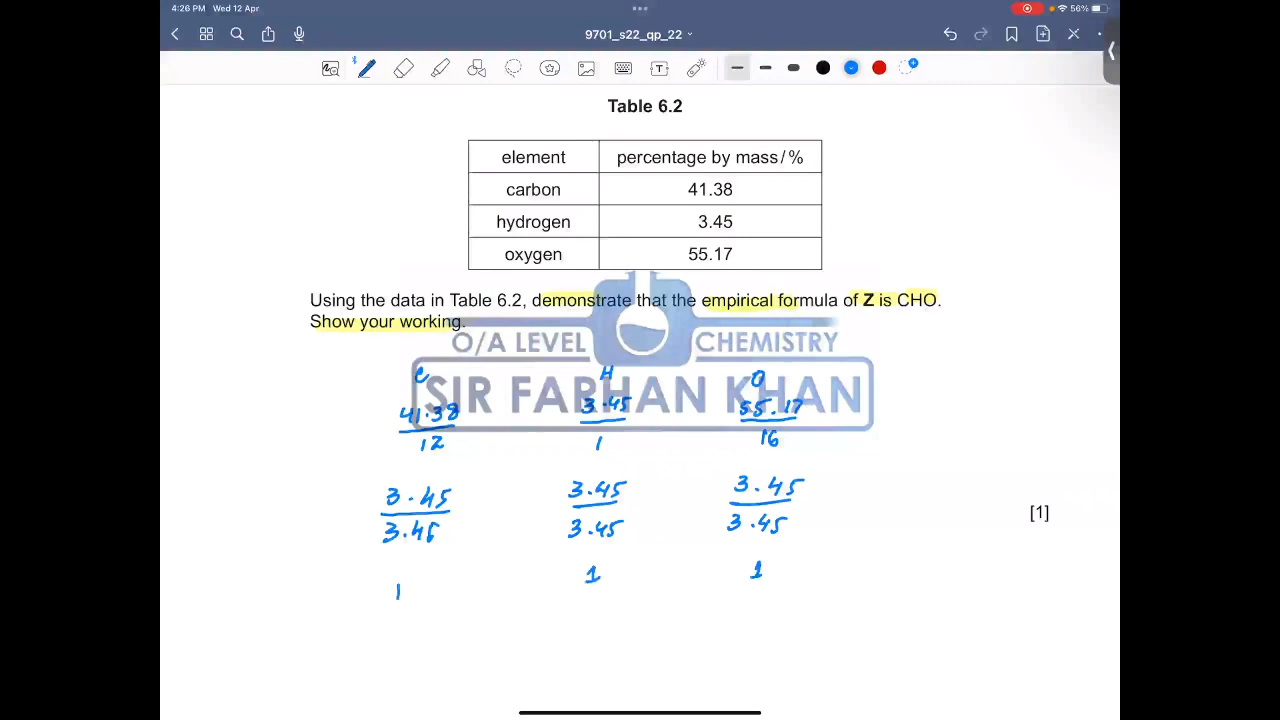 4:26 PM Wed 12 Apr
56%
9701_s22_qp_22
T
Table 6.2
element percentage by mass / %
carbon 41.38
hydrogen 3.45
oxygen 55.17
Using the data in Table 6.2, demonstrate that the empirical formula of Z is CHO.
Show your working.
O/A LEVEL CHEMISTRY
SIR FARHAN KHAN
C H O
41.38 3.45 55.17
12 1 16
3.45 3.45 3.45
3.45 3.45 3.45
[1]
1 1 1